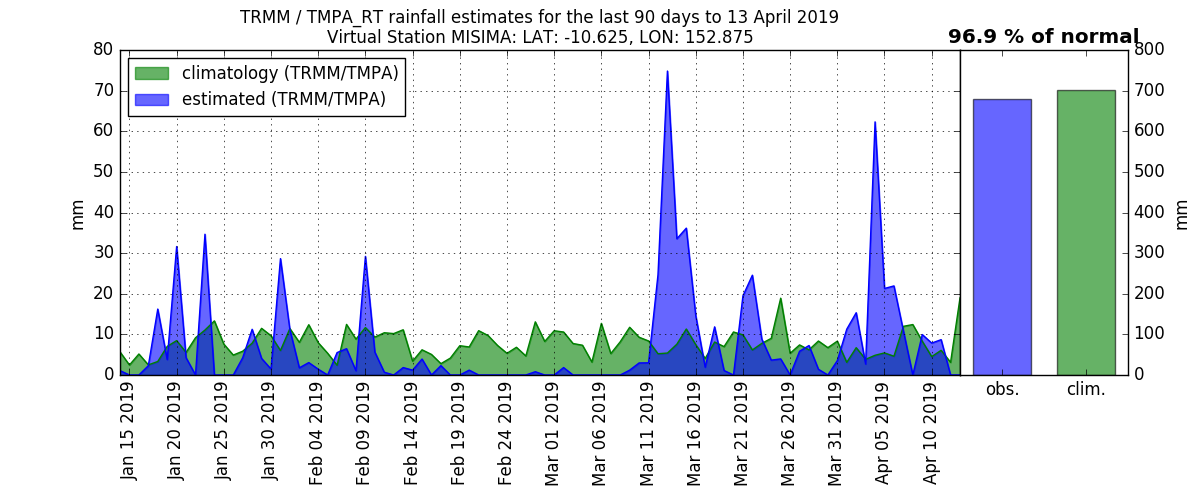 TRMM / TMPA_RT rainfall estimates for the last 90 days to 13 April 2019
Virtual Station MISIMA: LAT: -10.625, LON: 152.875
96.9 % of normal
climatology (TRMM/TMPA)
estimated (TRMM/TMPA)
mm
80
70
60
50
40
30
20
10
0
Jan 15 2019
Jan 20 2019
Jan 25 2019
Jan 30 2019
Feb 04 2019
Feb 09 2019
Feb 14 2019
Feb 19 2019
Feb 24 2019
Mar 01 2019
Mar 06 2019
Mar 11 2019
Mar 16 2019
Mar 21 2019
Mar 26 2019
Mar 31 2019
Apr 05 2019
Apr 10 2019
obs.
clim.
800
700
600
500
400
300
200
100
0
mm